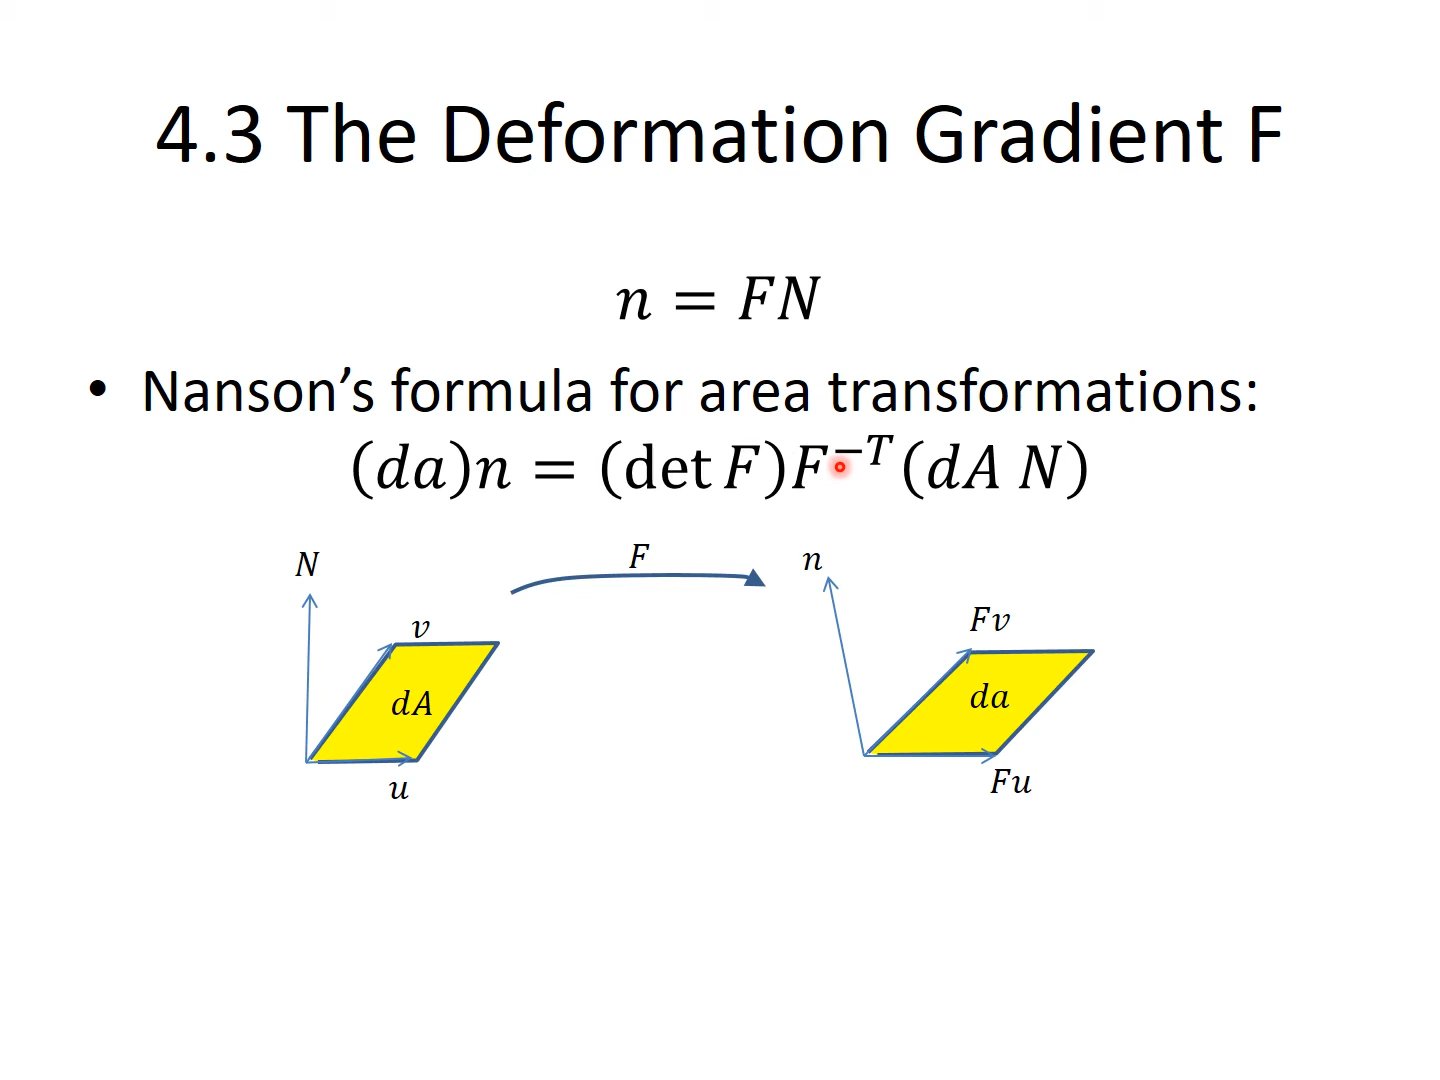 4.3 The Deformation Gradient F
n = FN
• Nanson’s formula for area transformations:
(da)n = (det F)F⁻ᵀ(dA N)
N
F
n
v
Fv
dA
da
u
Fu